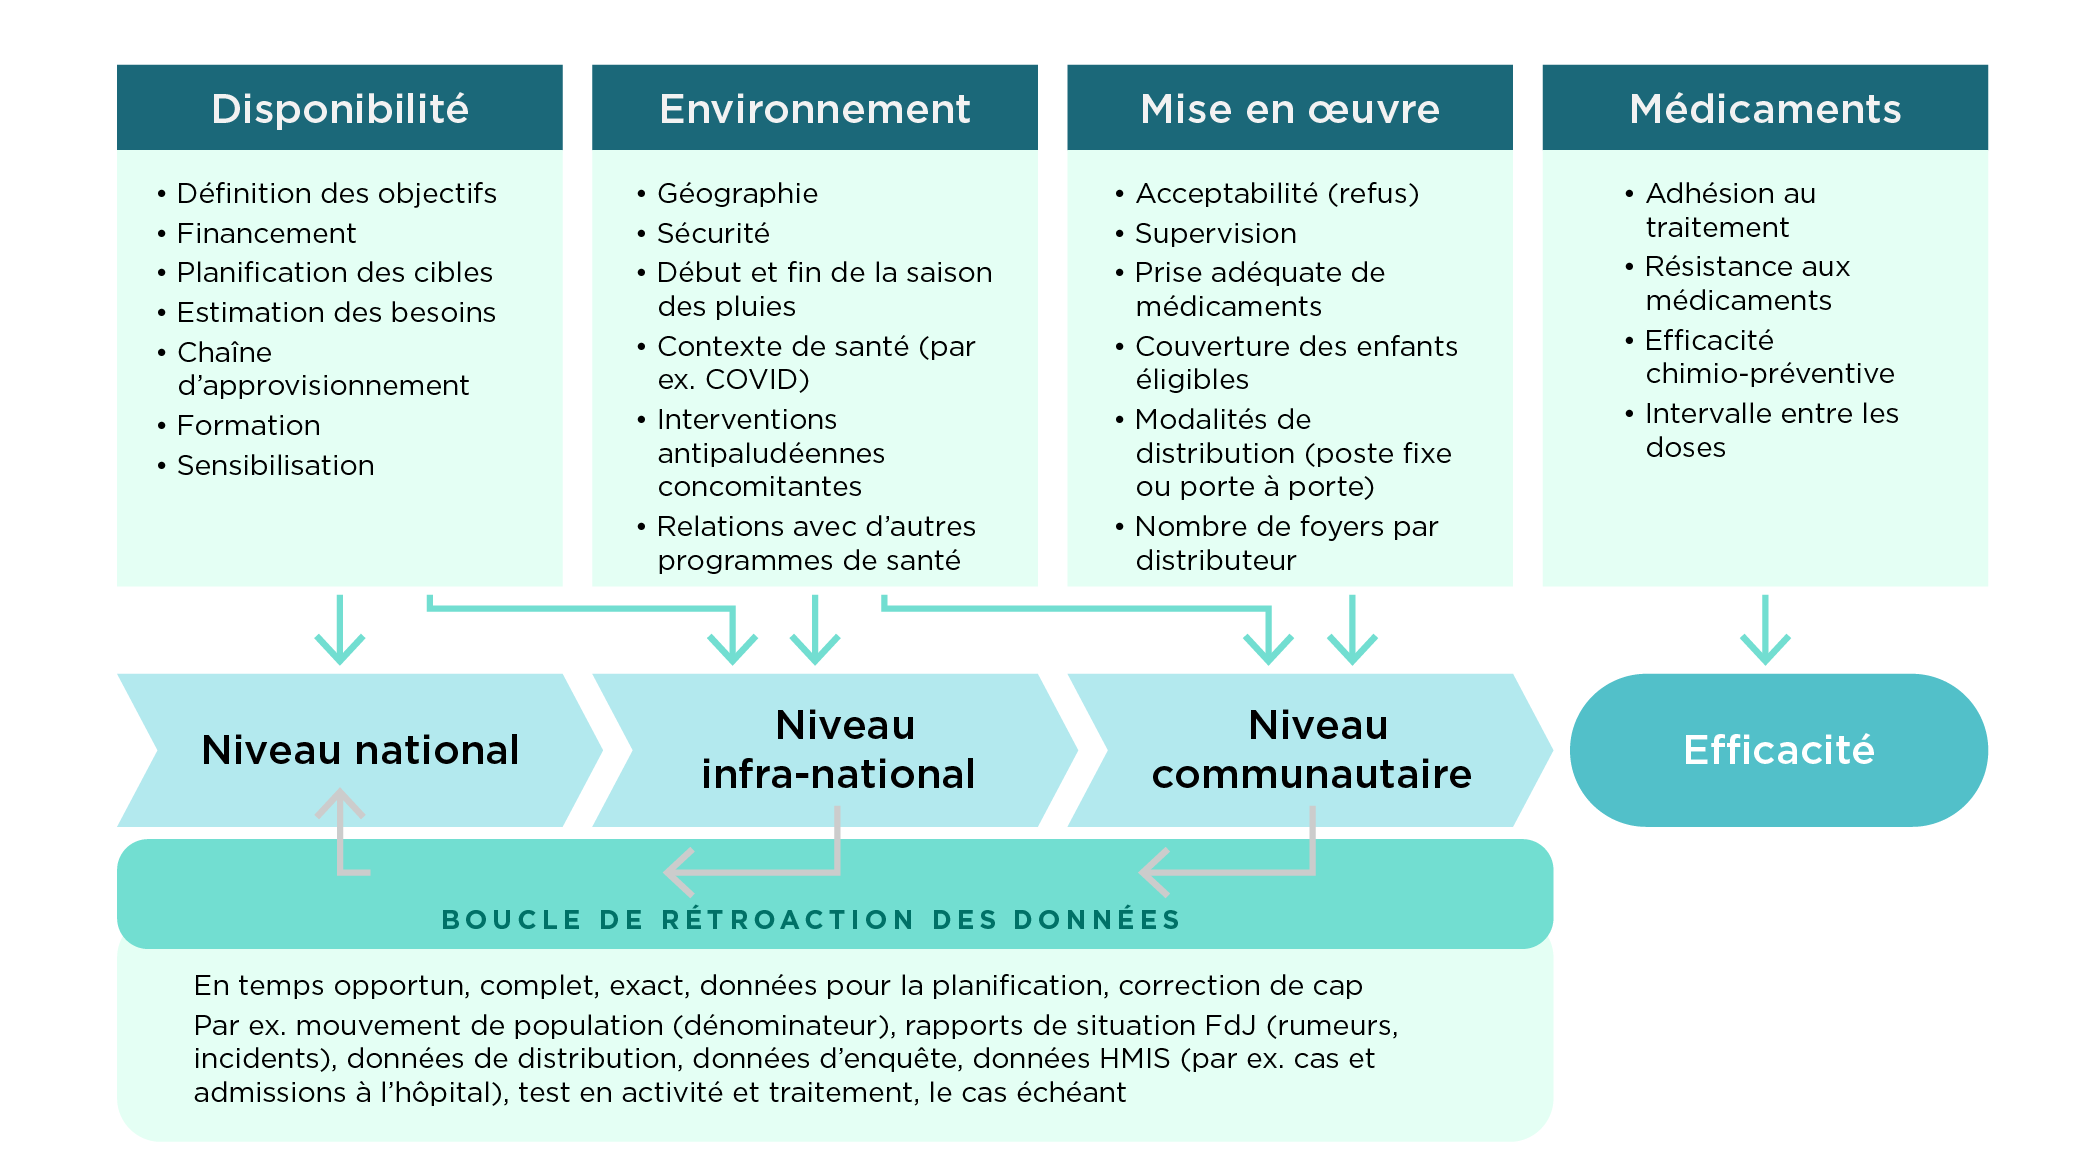 Disponibilité
• Définition des objectifs
• Financement
• Planification des cibles
• Estimation des besoins
• Chaîne
d’approvisionnement
• Formation
• Sensibilisation
Environnement
• Géographie
• Sécurité
• Début et fin de la saison
des pluies
• Contexte de santé (par
ex. COVID)
• Interventions
antipaludéennes
concomitantes
• Relations avec d’autres
programmes de santé
Mise en œuvre
• Acceptabilité (refus)
• Supervision
• Prise adéquate de
médicaments
• Couverture des enfants
éligibles
• Modalités de
distribution (poste fixe
ou porte à porte)
• Nombre de foyers par
distributeur
Médicaments
• Adhésion au
traitement
• Résistance aux
médicaments
• Efficacité
chimio-préventive
• Intervalle entre les
doses
Niveau national
Niveau
infra-national
Niveau
communautaire
Efficacité
BOUCLE DE RÉTROACTION DES DONNÉES
En temps opportun, complet, exact, données pour la planification, correction de cap
Par ex. mouvement de population (dénominateur), rapports de situation FdJ (rumeurs,
incidents), données de distribution, données d’enquête, données HMIS (par ex. cas et
admissions à l’hôpital), test en activité et traitement, le cas échéant